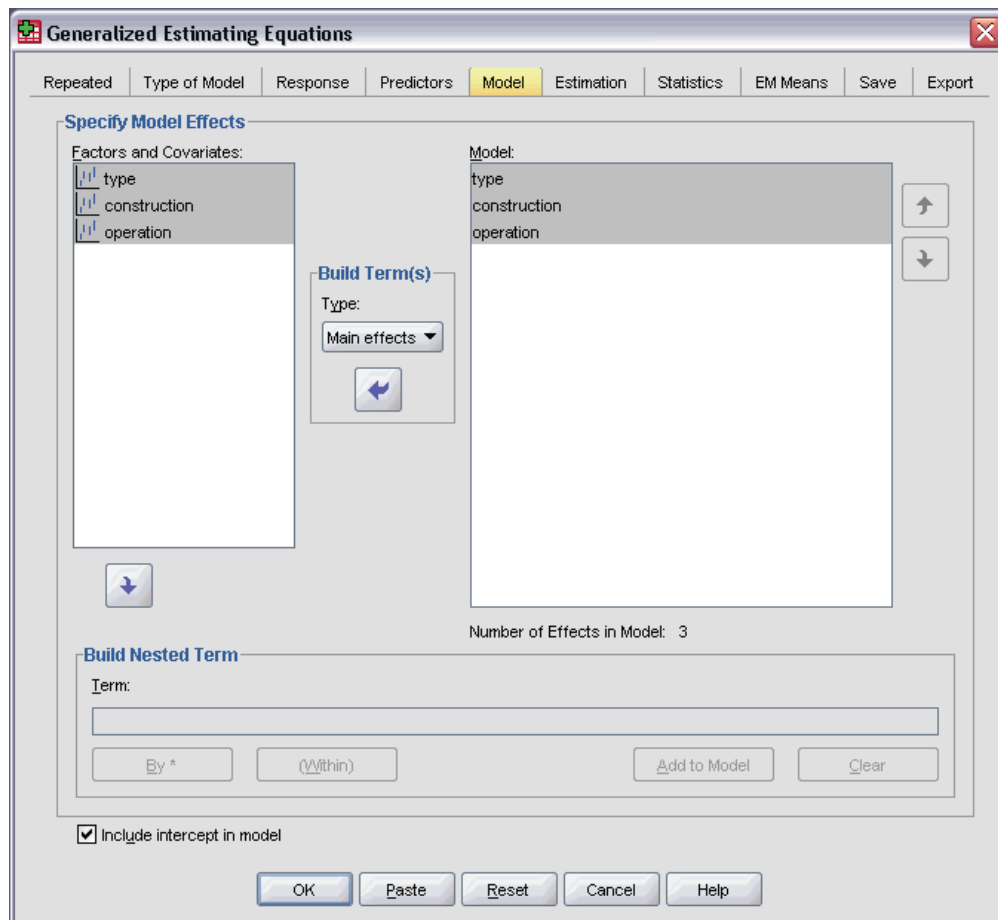 Generalized Estimating Equations
Repeated Type of Model Response Predictors Model Estimation Statistics EM Means Save Export
Specify Model Effects
Factors and Covariates:
type
construction
operation
Build Term(s)
Type:
Main effects
Model:
type
construction
operation
Number of Effects in Model: 3
Build Nested Term
Term:
By * (Within) Add to Model Clear
Include intercept in model
OK Paste Reset Cancel Help